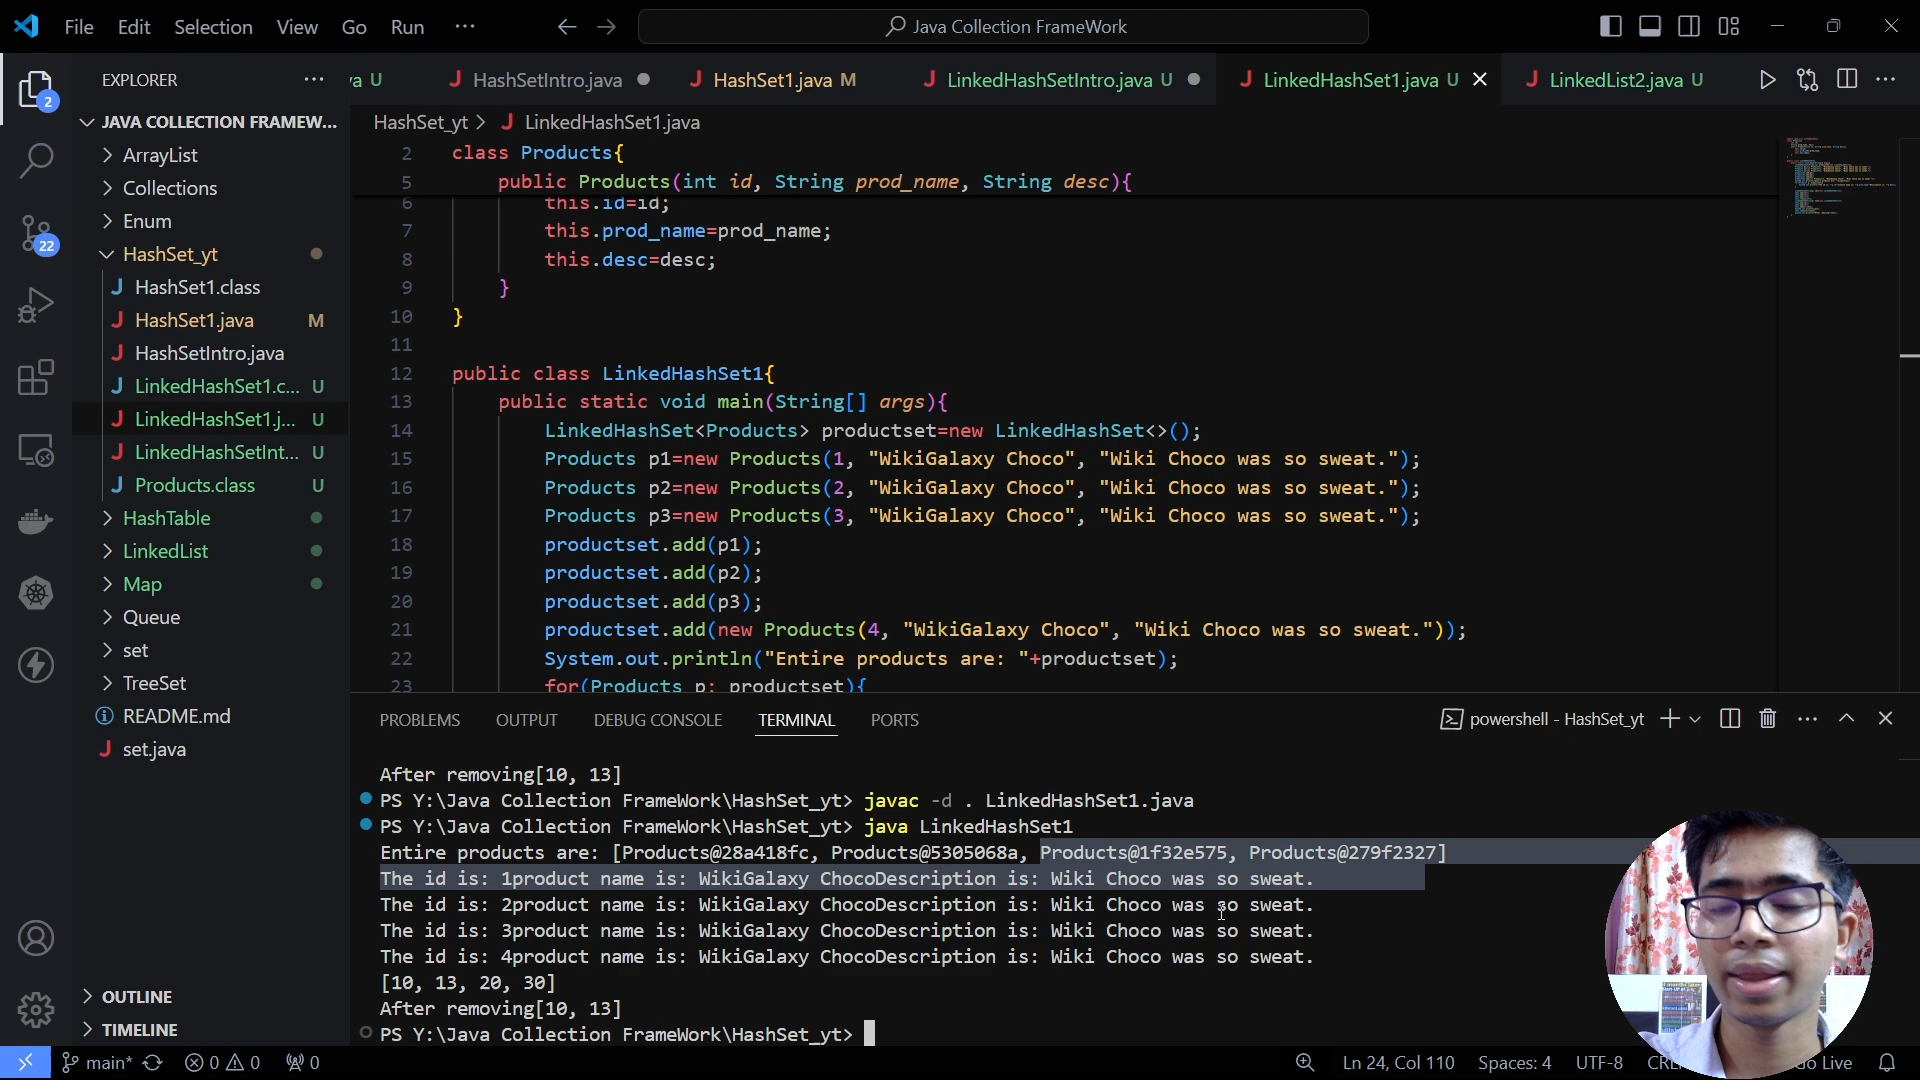 File Edit Selection View Go Run ··· Java Collection FrameWork
EXPLORER ···
va U HashSetIntro.java HashSet1.java M LinkedHashSetIntro.java U LinkedHashSet1.java U LinkedList2.java U
HashSet_yt > LinkedHashSet1.java
2
22
JAVA COLLECTION FRAMEW...
ArrayList
Collections
Enum
HashSet_yt
HashSet1.class
HashSet1.java M
HashSetIntro.java
LinkedHashSet1.c... U
LinkedHashSet1.j... U
LinkedHashSetInt... U
Products.class U
HashTable
LinkedList
Map
Queue
set
TreeSet
README.md
set.java
OUTLINE
TIMELINE
2 class Products{
5 public Products(int id, String prod_name, String desc){
6 this.id=id;
7 this.prod_name=prod_name;
8 this.desc=desc;
9 }
10 }
11
12 public class LinkedHashSet1{
13 public static void main(String[] args){
14 LinkedHashSet<Products> productset=new LinkedHashSet<>();
15 Products p1=new Products(1, "WikiGalaxy Choco", "Wiki Choco was so sweat.");
16 Products p2=new Products(2, "WikiGalaxy Choco", "Wiki Choco was so sweat.");
17 Products p3=new Products(3, "WikiGalaxy Choco", "Wiki Choco was so sweat.");
18 productset.add(p1);
19 productset.add(p2);
20 productset.add(p3);
21 productset.add(new Products(4, "WikiGalaxy Choco", "Wiki Choco was so sweat."));
22 System.out.println("Entire products are: "+productset);
23 for(Products p: productset){
PROBLEMS OUTPUT DEBUG CONSOLE TERMINAL PORTS powershell - HashSet_yt
After removing[10, 13]
PS Y:\Java Collection FrameWork\HashSet_yt> javac -d . LinkedHashSet1.java
PS Y:\Java Collection FrameWork\HashSet_yt> java LinkedHashSet1
Entire products are: [Products@28a418fc, Products@5305068a, Products@1f32e575, Products@279f2327]
The id is: 1product name is: WikiGalaxy ChocoDescription is: Wiki Choco was so sweat.
The id is: 2product name is: WikiGalaxy ChocoDescription is: Wiki Choco was so sweat.
The id is: 3product name is: WikiGalaxy ChocoDescription is: Wiki Choco was so sweat.
The id is: 4product name is: WikiGalaxy ChocoDescription is: Wiki Choco was so sweat.
[10, 13, 20, 30]
After removing[10, 13]
PS Y:\Java Collection FrameWork\HashSet_yt>
main* 0 0 0 Ln 24, Col 110 Spaces: 4 UTF-8 Go Live